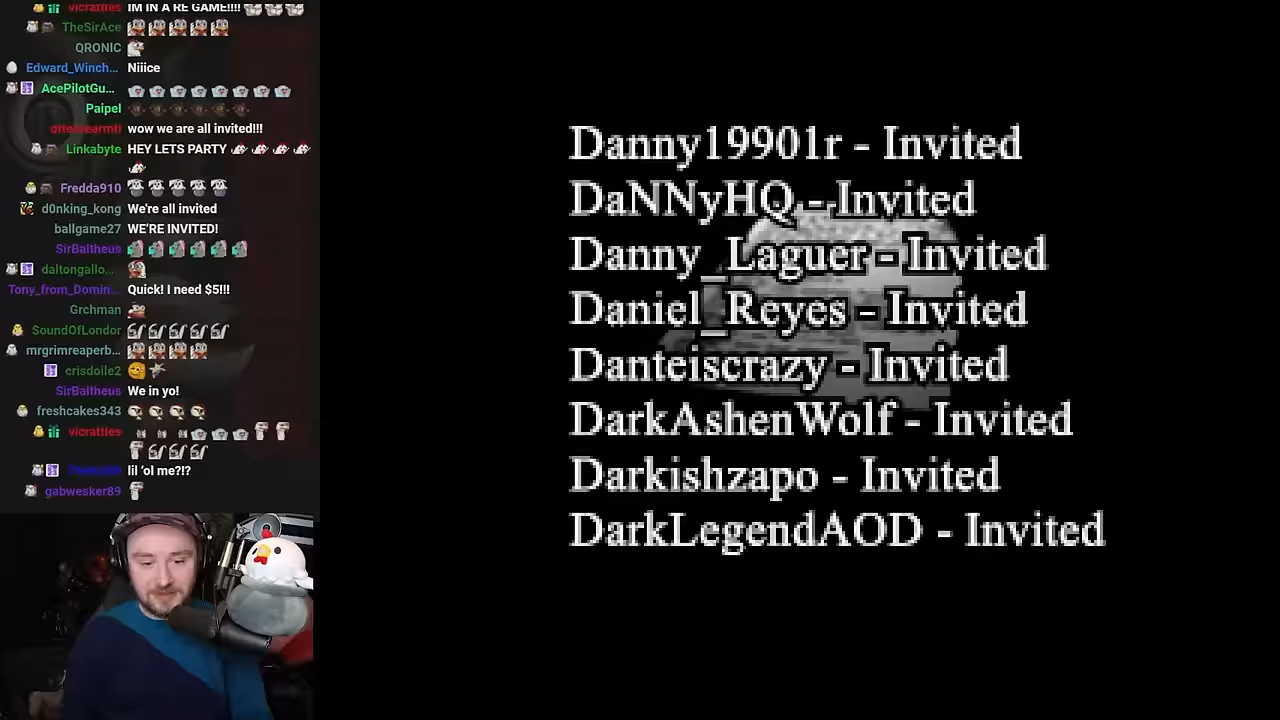 vicrattles IM IN A RE GAME!!!!
TheSirAce
QRONIC
Edward_Winch... Niiice
AcePilotGu...
Paipel
wow we are all invited!!!
Linkabyte HEY LETS PARTY
Fredda910
d0nking_kong We're all invited
ballgame27 WE'RE INVITED!
SirBaltheus
daltongallo...
Tony_from_Domin... Quick! I need $5!!!
Grchman
SoundOfLondor
mrgrimreaperb...
crisdoile2
SirBaltheus We in yo!
freshcakes343
vicrattles
lil 'ol me?!?
gabwesker89
Danny19901r - Invited
DaNNyHQ - Invited
Danny_Laguer - Invited
Daniel_Reyes - Invited
Danteiscrazy - Invited
DarkAshenWolf - Invited
Darkishzapo - Invited
DarkLegendAOD - Invited